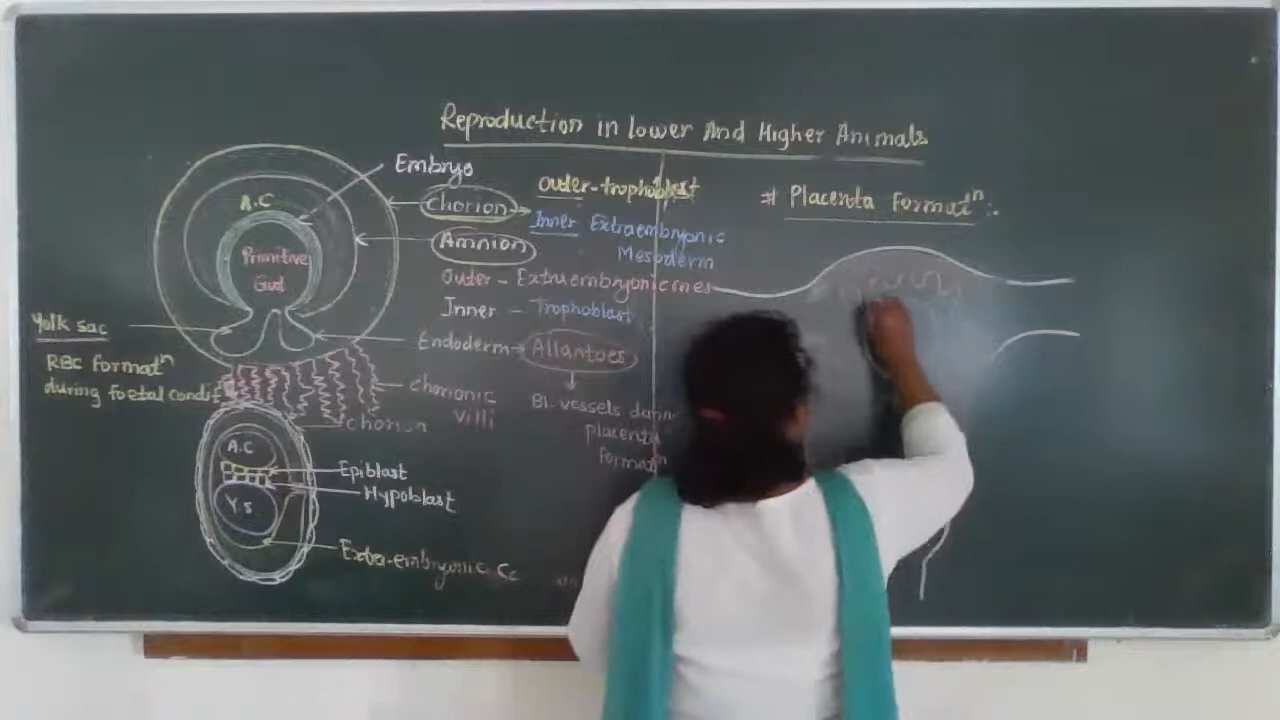 Reproduction in Lower And Higher Animals
Embryo
A.C
Chorion
Amnion
Primitive
Gud
Outer-trophoblast
Inner Extraembryonic
Mesoderm
Outer - Extraembryonic mes
Inner - Trophoblast
Yolk sac
RBC Formatⁿ
during foetal condit
Endoderm
Allantoes
Bl. vessels durin
placenta
Formatⁿ
chorionic
villi
chorion
A.C
Epiblast
Hypoblast
Y.S
Extra-embryonic Cc
# Placenta Formatⁿ:-